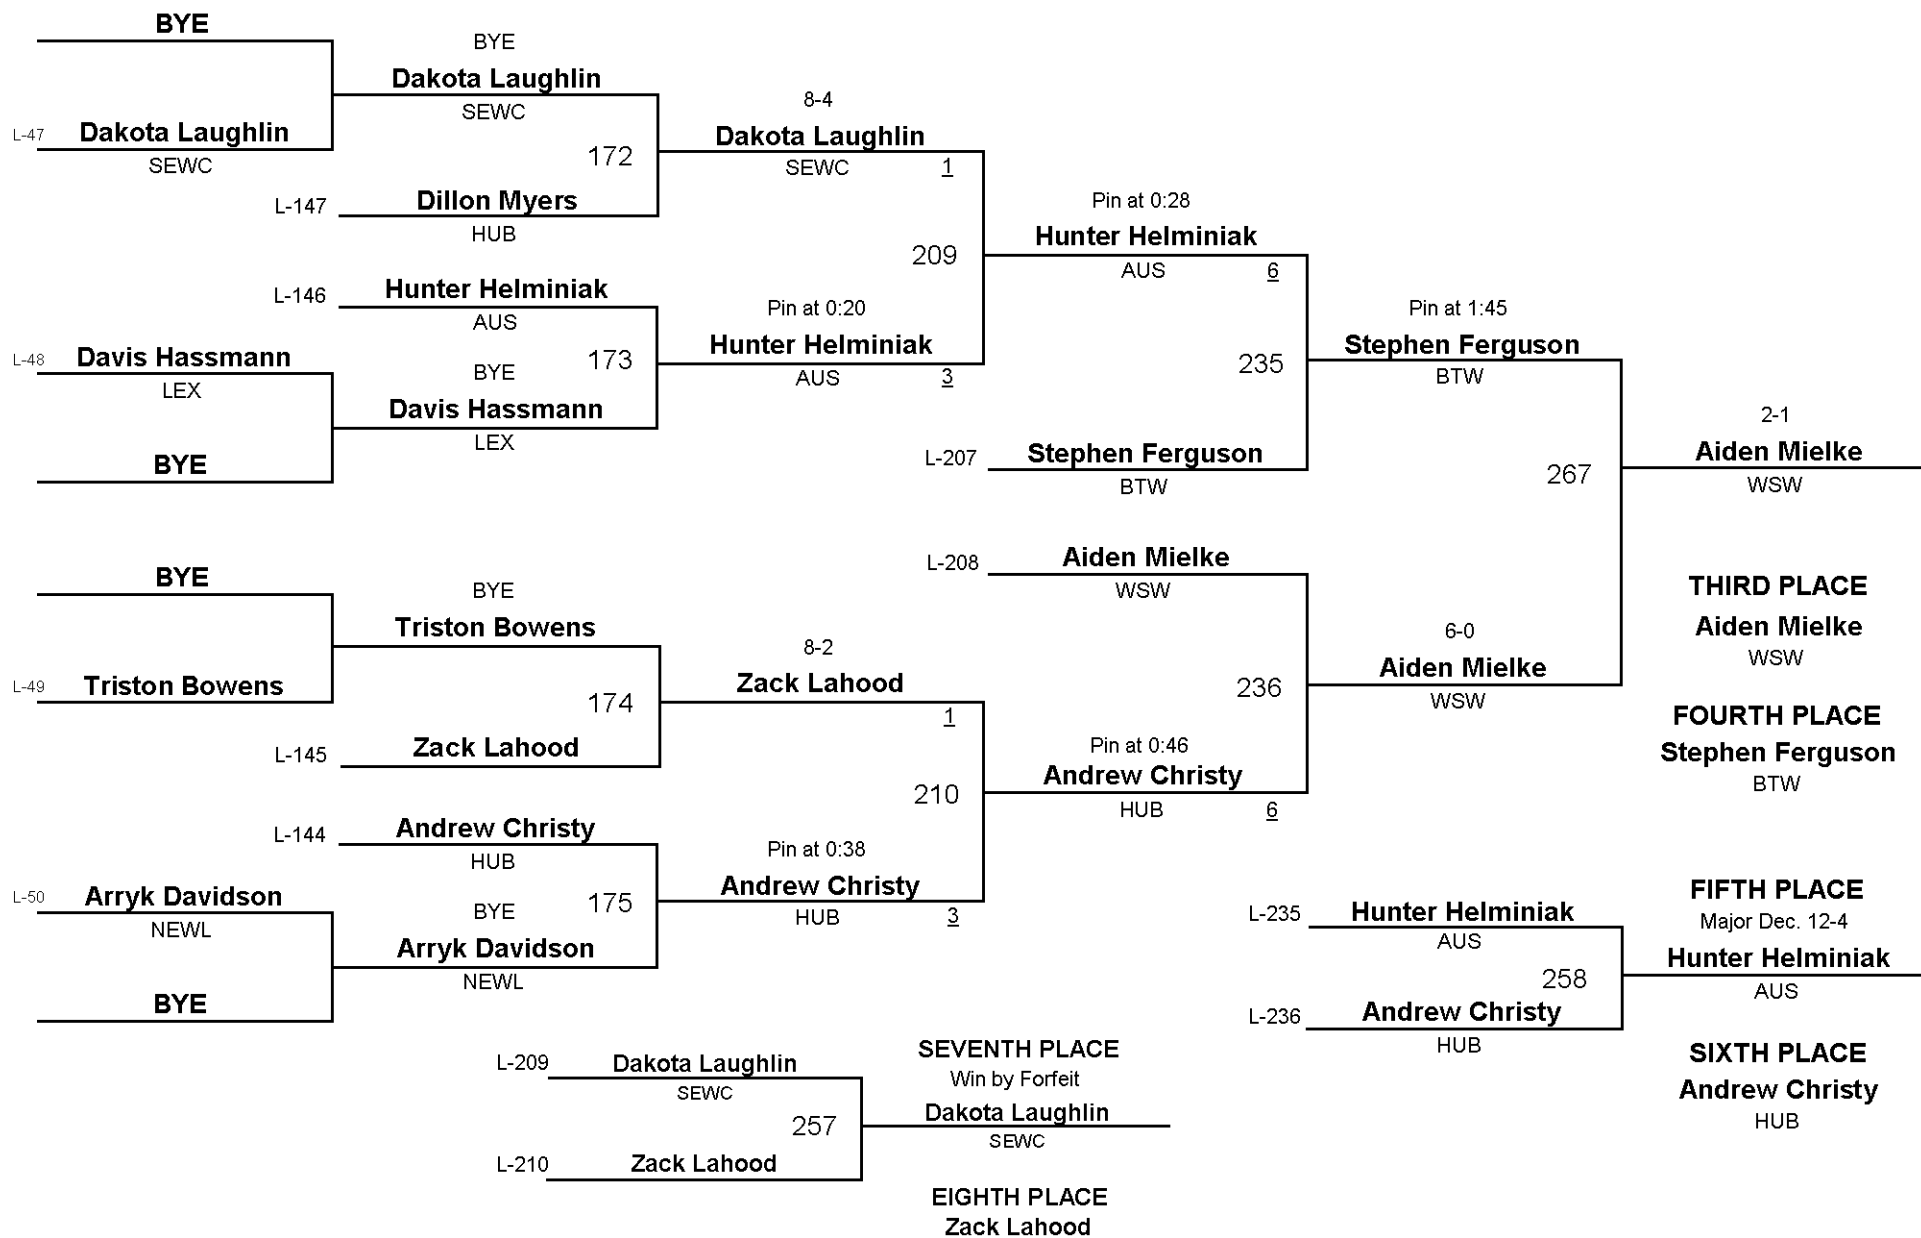 BYE
BYE
Dakota Laughlin
SEWC
8-4
L-47 Dakota Laughlin
SEWC
172
Dakota Laughlin
SEWC 1
L-147 Dillon Myers
HUB
Pin at 0:28
Hunter Helminiak
AUS 6
209
L-146 Hunter Helminiak
AUS
Pin at 0:20
Hunter Helminiak
AUS 3
L-48 Davis Hassmann
LEX
173
BYE
Davis Hassmann
LEX
BYE
235
Pin at 1:45
Stephen Ferguson
BTW
L-207 Stephen Ferguson
BTW
267
2-1
Aiden Mielke
WSW
L-208 Aiden Mielke
WSW
BYE
BYE
Triston Bowens
L-49 Triston Bowens
174
8-2
Zack Lahood
1
L-145 Zack Lahood
236
6-0
Aiden Mielke
WSW
THIRD PLACE
Aiden Mielke
WSW
FOURTH PLACE
Stephen Ferguson
BTW
210
Pin at 0:46
Andrew Christy
HUB 6
L-144 Andrew Christy
HUB
Pin at 0:38
Andrew Christy
HUB 3
L-50 Arryk Davidson
NEWL
BYE
175
Arryk Davidson
NEWL
BYE
L-235 Hunter Helminiak
AUS
258
L-236 Andrew Christy
HUB
FIFTH PLACE
Major Dec. 12-4
Hunter Helminiak
AUS
SIXTH PLACE
Andrew Christy
HUB
L-209 Dakota Laughlin
SEWC
257
L-210 Zack Lahood
SEVENTH PLACE
Win by Forfeit
Dakota Laughlin
SEWC
EIGHTH PLACE
Zack Lahood